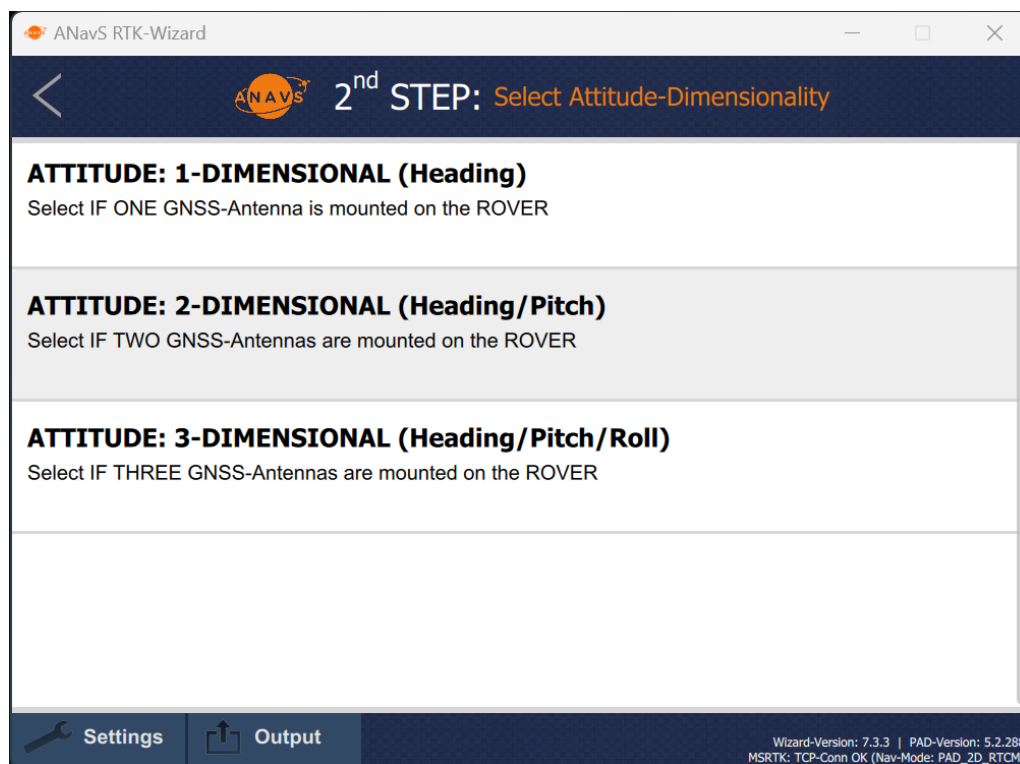 ANavS RTK-Wizard
ANAVS 2nd STEP: Select Attitude-Dimensionality
ATTITUDE: 1-DIMENSIONAL (Heading)
Select IF ONE GNSS-Antenna is mounted on the ROVER
ATTITUDE: 2-DIMENSIONAL (Heading/Pitch)
Select IF TWO GNSS-Antennas are mounted on the ROVER
ATTITUDE: 3-DIMENSIONAL (Heading/Pitch/Roll)
Select IF THREE GNSS-Antennas are mounted on the ROVER
Settings
Output
Wizard-Version: 7.3.3 | PAD-Version: 5.2.288
MSRTK: TCP-Conn OK (Nav-Mode: PAD_2D_RTCM